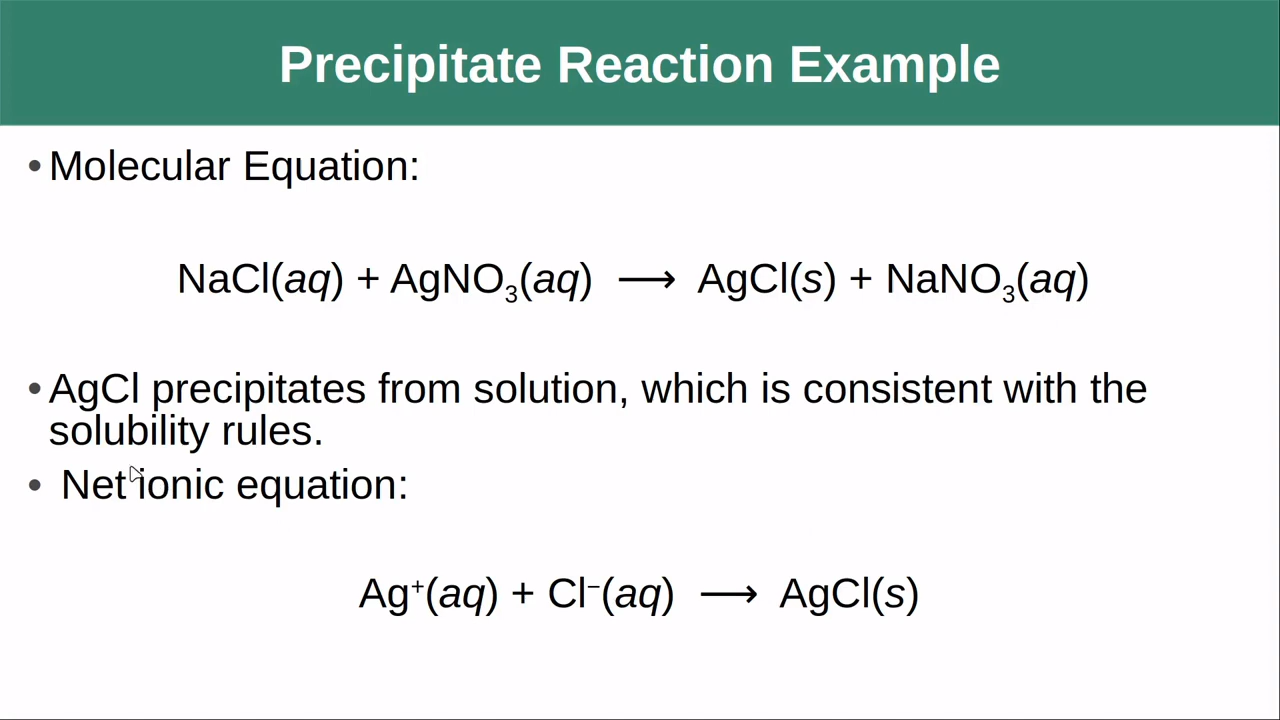 Precipitate Reaction Example
•Molecular Equation:
NaCl(aq) + AgNO₃(aq) ⟶ AgCl(s) + NaNO₃(aq)
•AgCl precipitates from solution, which is consistent with the
solubility rules.
• Net ionic equation:
Ag⁺(aq) + Cl⁻(aq) ⟶ AgCl(s)